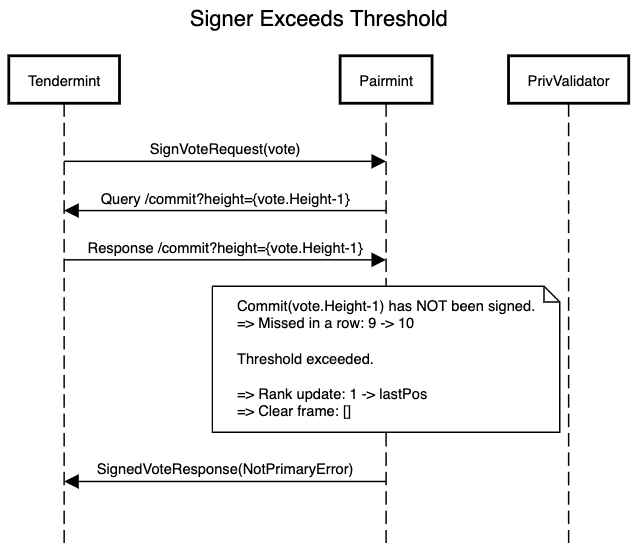 Signer Exceeds Threshold
Tendermint
Pairmint
PrivValidator
SignVoteRequest(vote)
Query /commit?height={vote.Height-1}
Response /commit?height={vote.Height-1}
Commit(vote.Height-1) has NOT been signed.
=> Missed in a row: 9 -> 10
Threshold exceeded.
=> Rank update: 1 -> lastPos
=> Clear frame: []
SignedVoteResponse(NotPrimaryError)